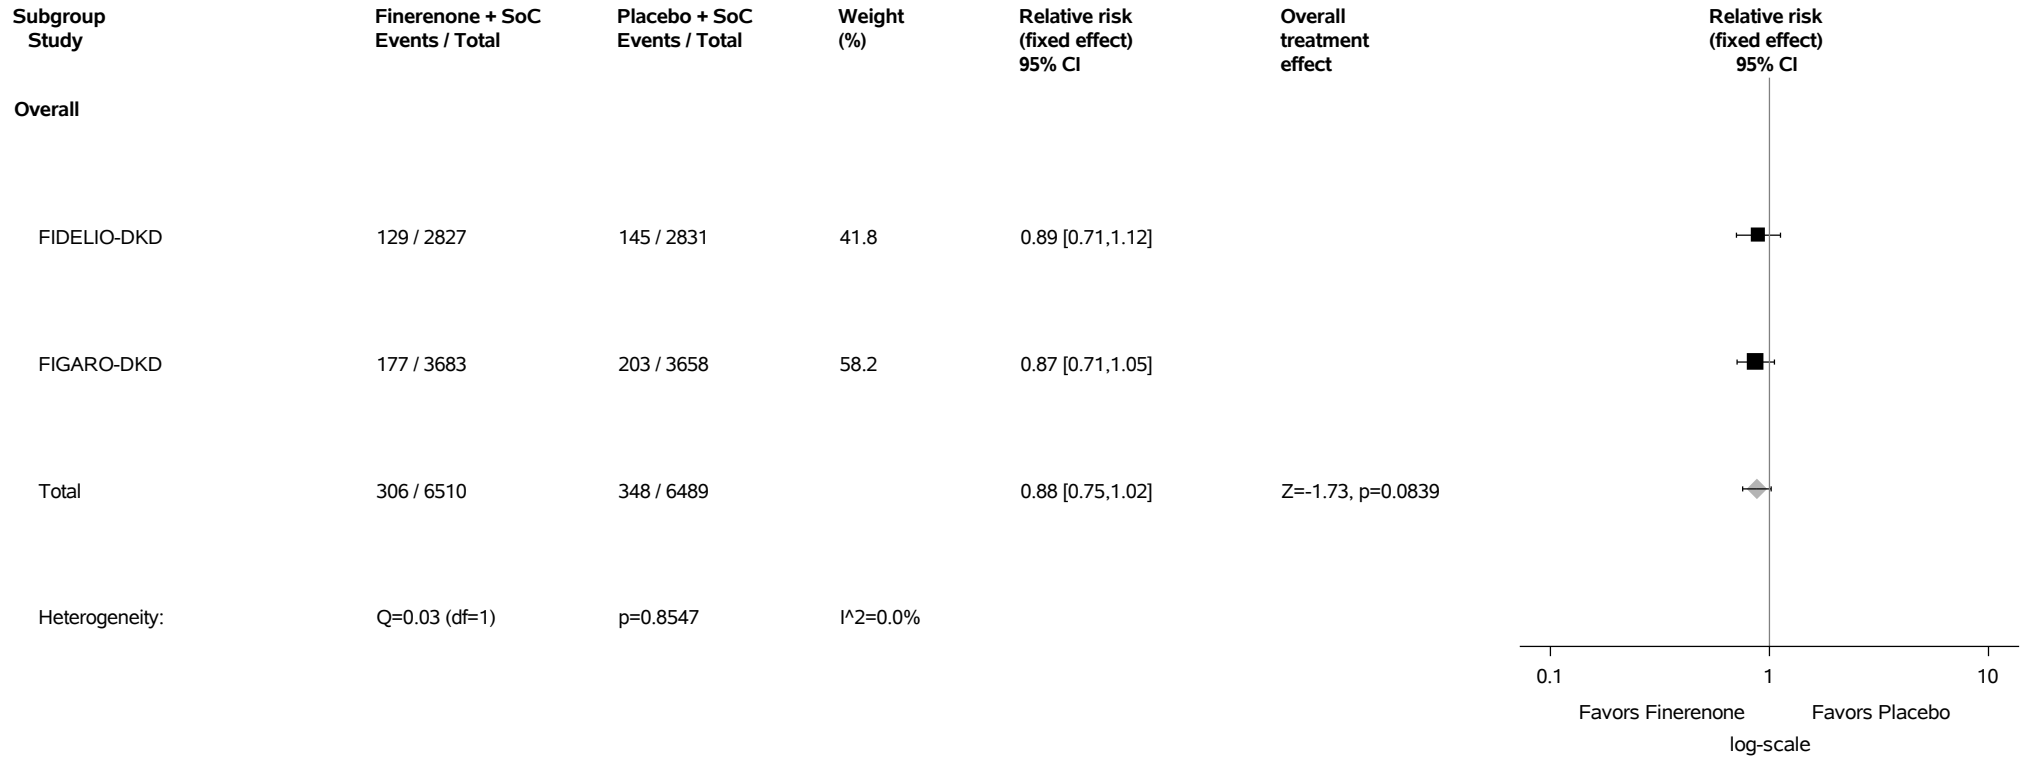 Subgroup Finerenone + SoC Placebo + SoC Weight Relative risk Overall Relative risk
Study Events / Total Events / Total (%) (fixed effect) treatment (fixed effect)
95% CI effect 95% CI
Overall
FIDELIO-DKD 129 / 2827 145 / 2831 41.8 0.89 [0.71,1.12]
FIGARO-DKD 177 / 3683 203 / 3658 58.2 0.87 [0.71,1.05]
Total 306 / 6510 348 / 6489 0.88 [0.75,1.02] Z=-1.73, p=0.0839
Heterogeneity: Q=0.03 (df=1) p=0.8547 I^2=0.0%
0.1 1 10
Favors Finerenone Favors Placebo
log-scale